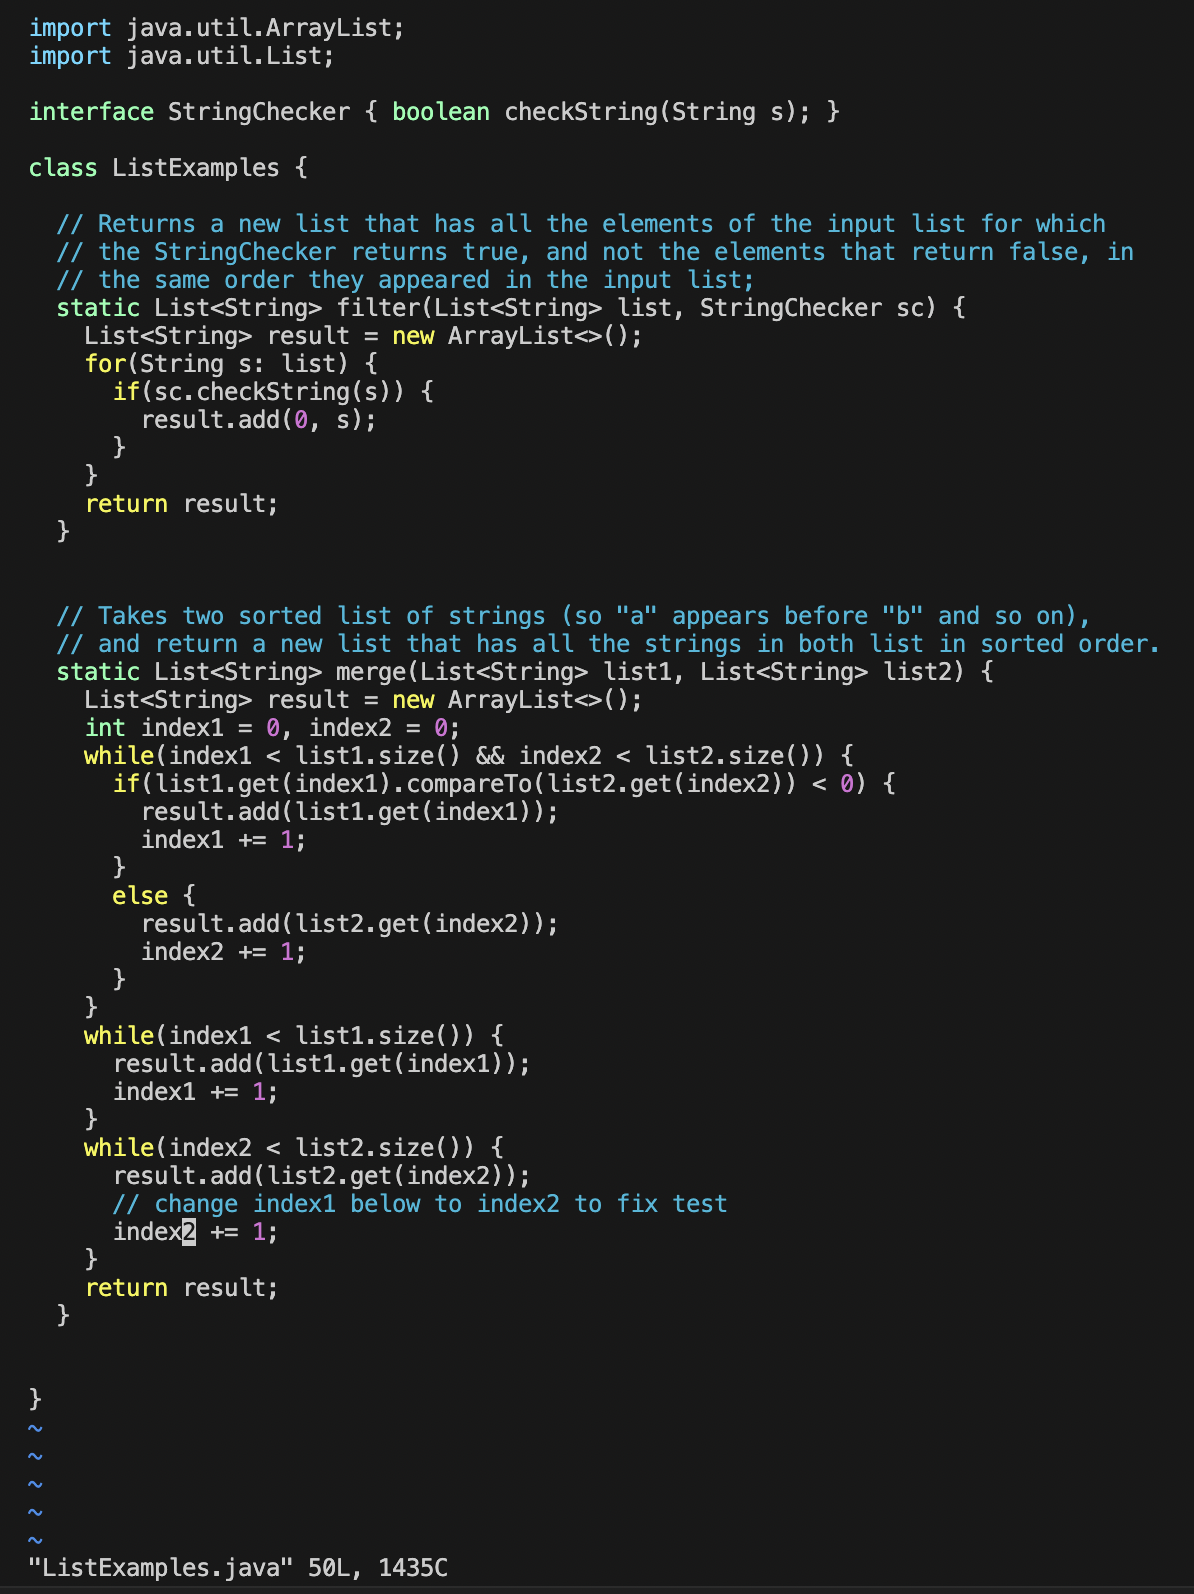 import java.util.ArrayList;
import java.util.List;

interface StringChecker { boolean checkString(String s); }

class ListExamples {

  // Returns a new list that has all the elements of the input list for which
  // the StringChecker returns true, and not the elements that return false, in
  // the same order they appeared in the input list;
  static List<String> filter(List<String> list, StringChecker sc) {
    List<String> result = new ArrayList<>();
    for(String s: list) {
      if(sc.checkString(s)) {
        result.add(0, s);
      }
    }
    return result;
  }


  // Takes two sorted list of strings (so "a" appears before "b" and so on),
  // and return a new list that has all the strings in both list in sorted order.
  static List<String> merge(List<String> list1, List<String> list2) {
    List<String> result = new ArrayList<>();
    int index1 = 0, index2 = 0;
    while(index1 < list1.size() && index2 < list2.size()) {
      if(list1.get(index1).compareTo(list2.get(index2)) < 0) {
        result.add(list1.get(index1));
        index1 += 1;
      }
      else {
        result.add(list2.get(index2));
        index2 += 1;
      }
    }
    while(index1 < list1.size()) {
      result.add(list1.get(index1));
      index1 += 1;
    }
    while(index2 < list2.size()) {
      result.add(list2.get(index2));
      // change index1 below to index2 to fix test
      index2 += 1;
    }
    return result;
  }


}
~
~
~
~
~
"ListExamples.java" 50L, 1435C